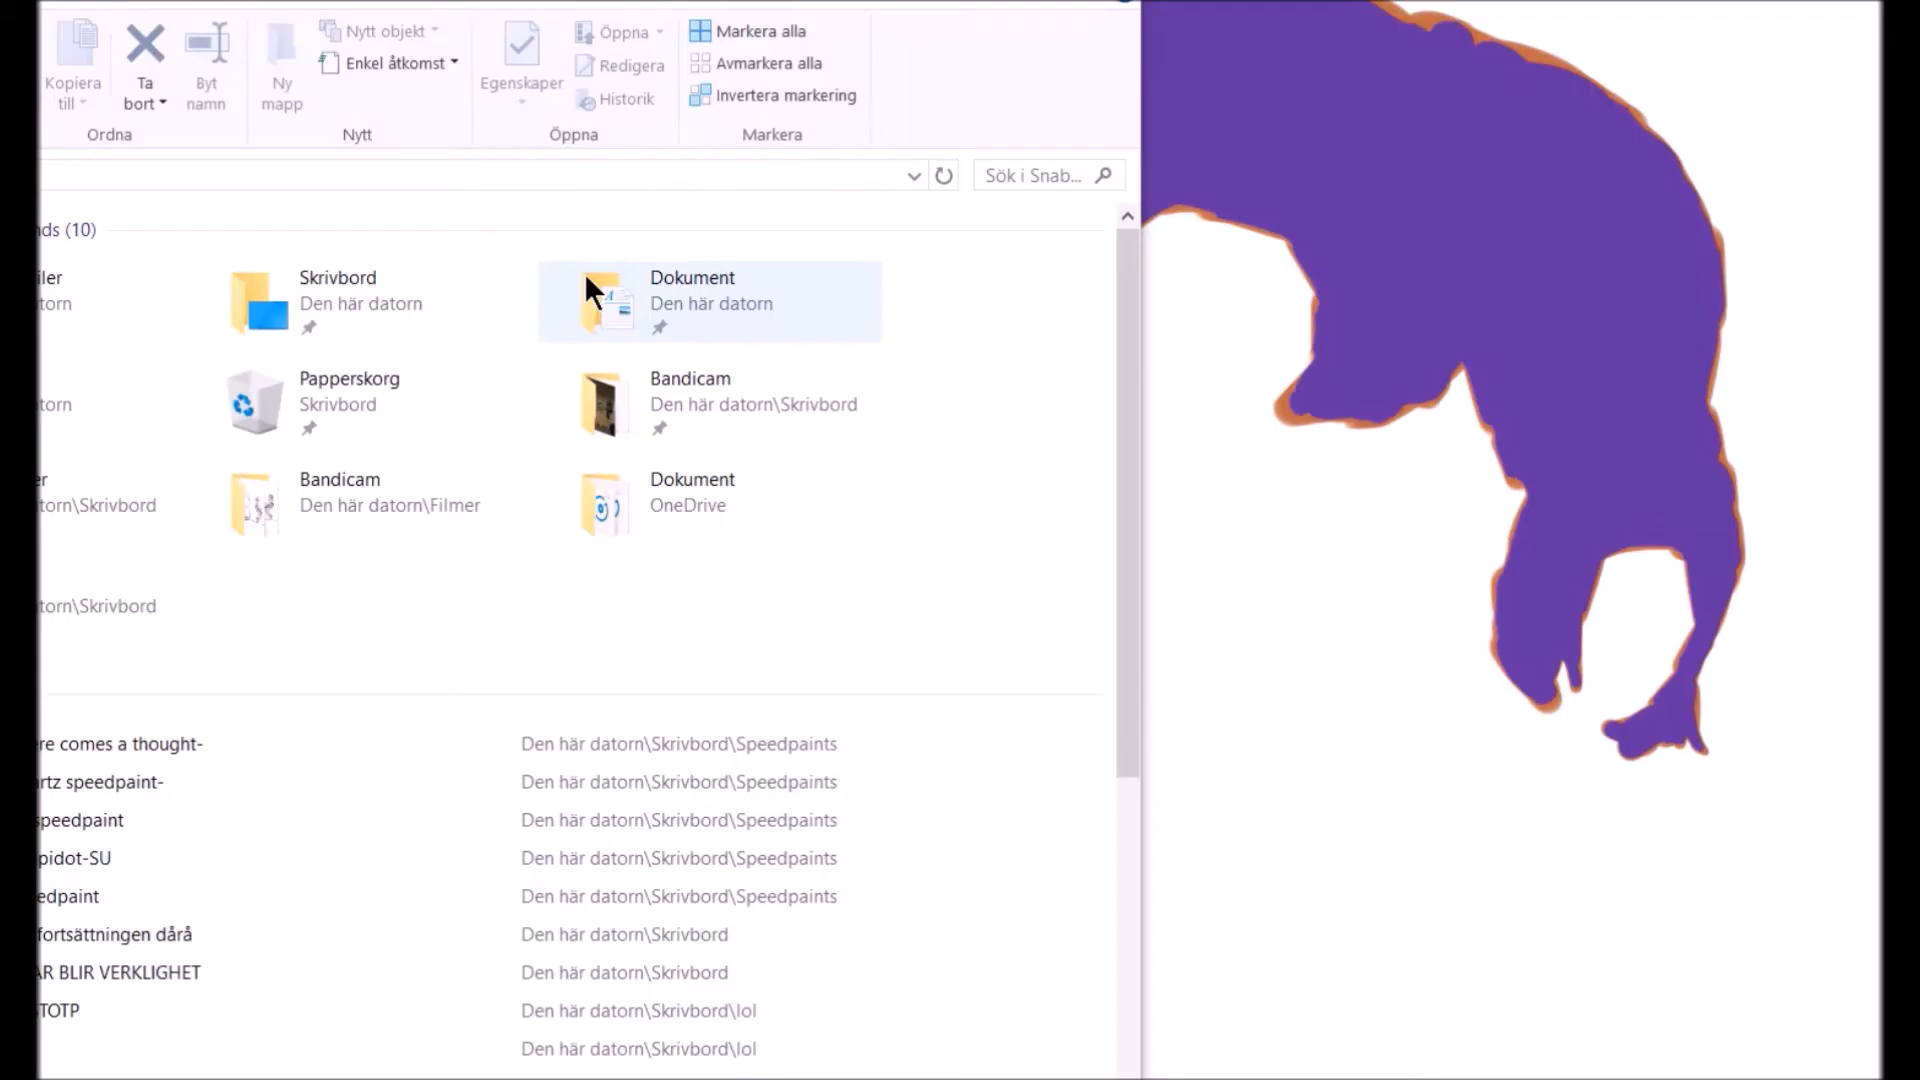 Kopiera till
Ta bort
Byt namn
Ordna
Ny mapp
Nytt objekt
Enkel åtkomst
Nytt
Egenskaper
Öppna
Redigera
Historik
Öppna
Markera alla
Avmarkera alla
Invertera markering
Markera
Sök i Snab...
nds (10)
iler
torn
Skrivbord
Den här datorn
Dokument
Den här datorn
torn
Papperskorg
Skrivbord
Bandicam
Den här datorn\Skrivbord
er
torn\Skrivbord
Bandicam
Den här datorn\Filmer
Dokument
OneDrive
torn\Skrivbord
ere comes a thought- Den här datorn\Skrivbord\Speedpaints
artz speedpaint- Den här datorn\Skrivbord\Speedpaints
speedpaint Den här datorn\Skrivbord\Speedpaints
pidot-SU Den här datorn\Skrivbord\Speedpaints
edpaint Den här datorn\Skrivbord\Speedpaints
fortsättningen dårå Den här datorn\Skrivbord
AR BLIR VERKLIGHET Den här datorn\Skrivbord
TOTP Den här datorn\Skrivbord\lol
Den här datorn\Skrivbord\lol